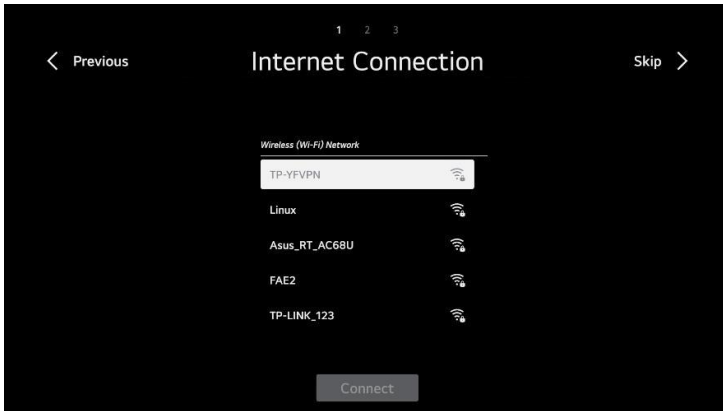 1 2 3
Previous Internet Connection Skip
Wireless (Wi-Fi) Network
TP-YFVPN
Linux
Asus_RT_AC68U
FAE2
TP-LINK_123
Connect